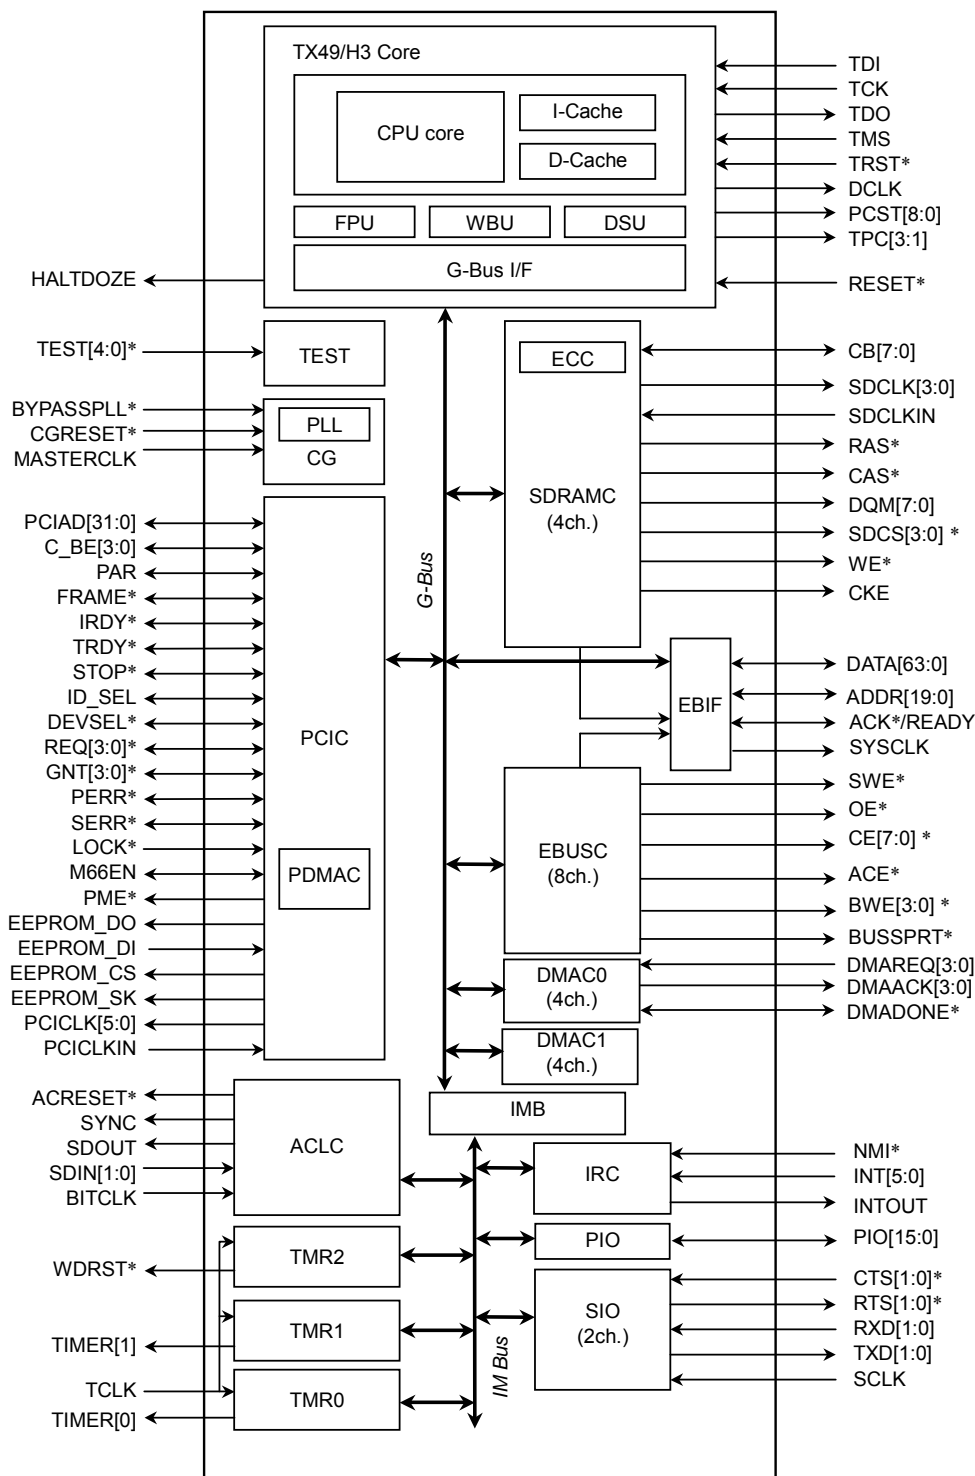 TX49/H3 Core
CPU core
I-Cache
D-Cache
FPU
WBU
DSU
G-Bus I/F
TDI
TCK
TDO
TMS
TRST*
DCLK
PCST[8:0]
TPC[3:1]
HALTDOZE
RESET*
TEST[4:0]*
TEST
BYPASSPLL*
CGRESET*
MASTERCLK
PLL
CG
ECC
SDRAMC
(4ch.)
CB[7:0]
SDCLK[3:0]
SDCLKIN
RAS*
CAS*
DQM[7:0]
SDCS[3:0] *
WE*
CKE
G-Bus
PCIAD[31:0]
C_BE[3:0]
PAR
FRAME*
IRDY*
TRDY*
STOP*
ID_SEL
DEVSEL*
REQ[3:0]*
GNT[3:0]*
PERR*
SERR*
LOCK*
M66EN
PME*
EEPROM_DO
EEPROM_DI
EEPROM_CS
EEPROM_SK
PCICLK[5:0]
PCICLKIN
PCIC
PDMAC
EBIF
DATA[63:0]
ADDR[19:0]
ACK*/READY
SYSCLK
EBUSC
(8ch.)
SWE*
OE*
CE[7:0] *
ACE*
BWE[3:0] *
BUSSPRT*
DMAC0
(4ch.)
DMAREQ[3:0]
DMAACK[3:0]
DMADONE*
DMAC1
(4ch.)
IMB
ACRESET*
SYNC
SDOUT
SDIN[1:0]
BITCLK
ACLC
IRC
NMI*
INT[5:0]
INTOUT
PIO
PIO[15:0]
WDRST*
TMR2
TIMER[1]
TMR1
TCLK
TIMER[0]
TMR0
IM Bus
SIO
(2ch.)
CTS[1:0]*
RTS[1:0]*
RXD[1:0]
TXD[1:0]
SCLK